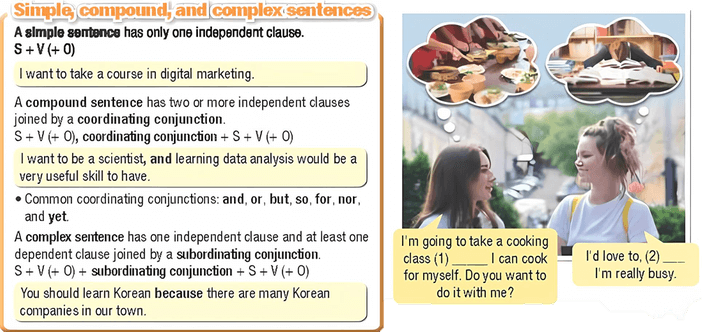 Simple, compound, and complex sentences
A simple sentence has only one independent clause.
S + V (+ O)
I want to take a course in digital marketing.
A compound sentence has two or more independent clauses
joined by a coordinating conjunction.
S + V (+ O), coordinating conjunction + S + V (+ O)
I want to be a scientist, and learning data analysis would be a
very useful skill to have.
• Common coordinating conjunctions: and, or, but, so, for, nor,
and yet.
A complex sentence has one independent clause and at least one
dependent clause joined by a subordinating conjunction.
S + V (+ O) + subordinating conjunction + S + V (+ O)
You should learn Korean because there are many Korean
companies in our town.
I'm going to take a cooking
class (1) _____ I can cook
for myself. Do you want to
do it with me?
I'd love to, (2) ___
I'm really busy.